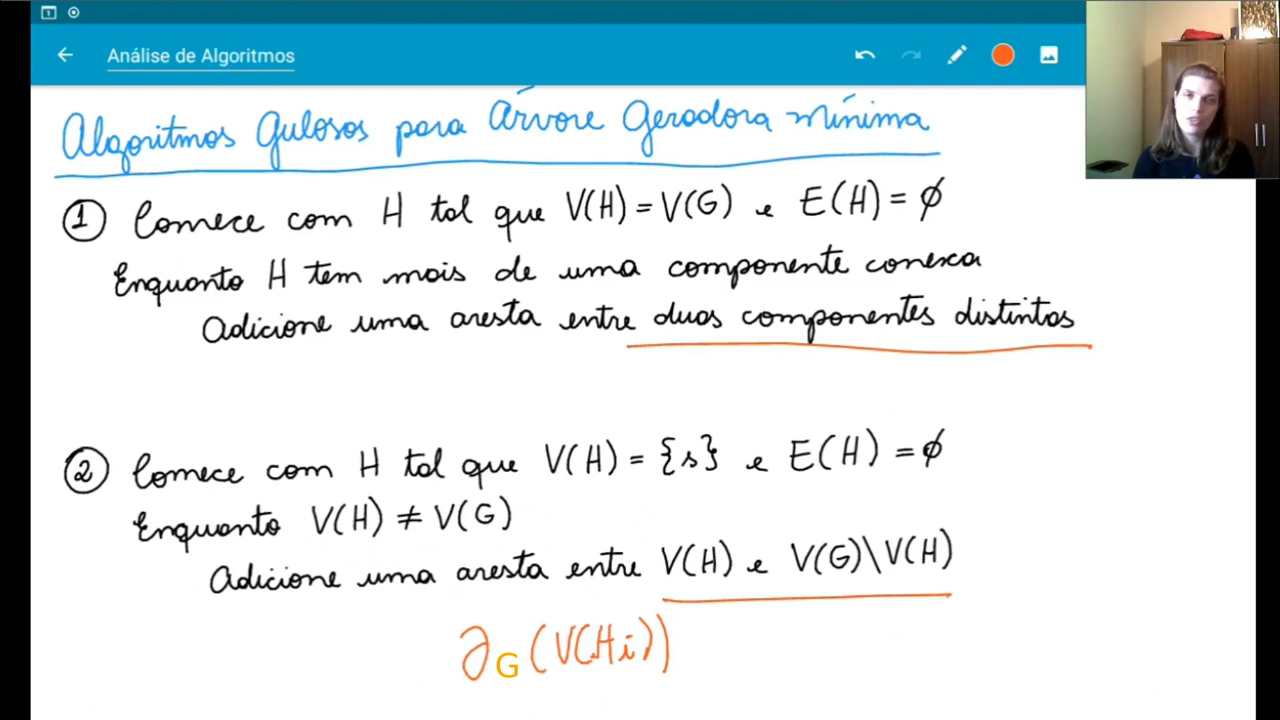 Análise de Algoritmos
Algoritmos Gulosos para Árvore Geradora Mínima
① Comece com H tal que V(H) = V(G) e E(H) = ∅
Enquanto H tem mais de uma componente conexa
Adicione uma aresta entre duas componentes distintas
② Comece com H tal que V(H) = {s} e E(H) = ∅
Enquanto V(H) ≠ V(G)
Adicione uma aresta entre V(H) e V(G)\V(H)
∂G(V(Hi))